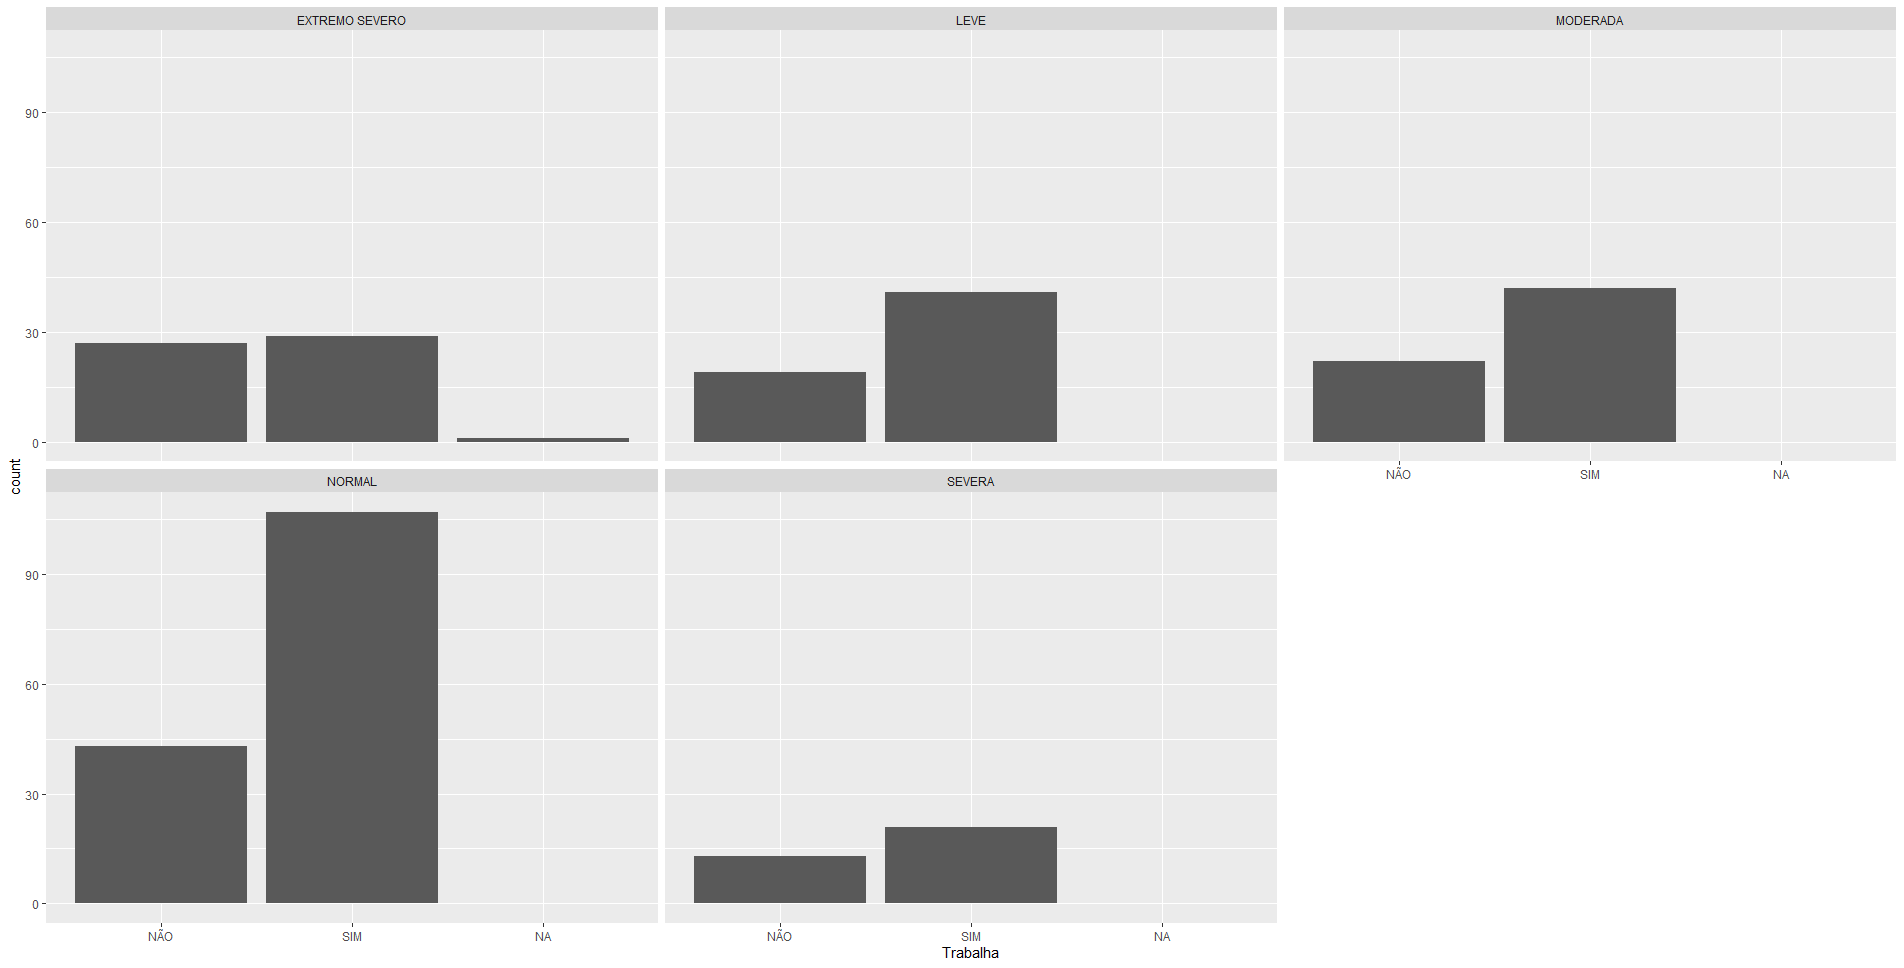 EXTREMO SEVERO
LEVE
MODERADA
90
60
30
0
NÃO
SIM
NA
count
NORMAL
SEVERA
90
60
30
0
NÃO
SIM
NA
NÃO
SIM
NA
Trabalha